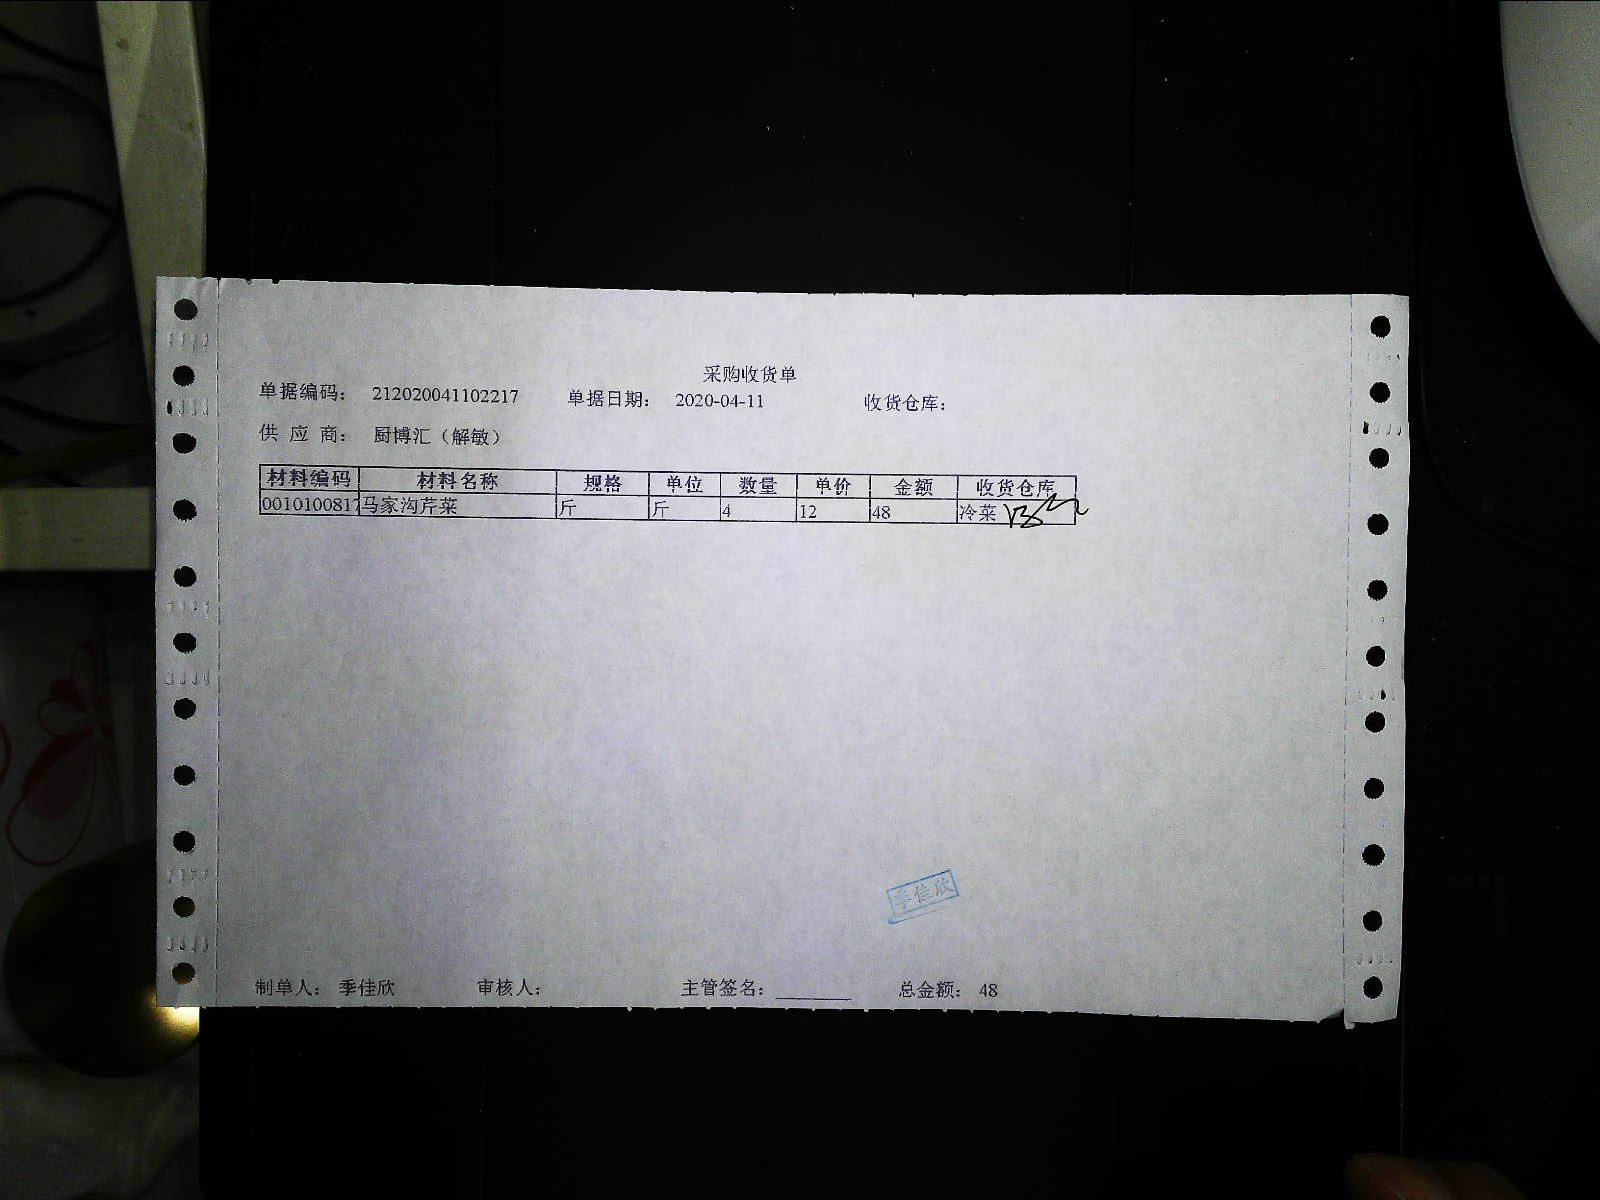 采购收货单
单据编码： 212020041102217 单据日期： 2020-04-11 收货仓库：
供 应 商： 厨博汇（解敏）
材料编码 材料名称 规格 单位 数量 单价 金额 收货仓库
0010100817 马家沟芹菜 斤 斤 4 12 48 冷菜
季佳欣
制单人： 季佳欣 审核人： 主管签名： 总金额： 48